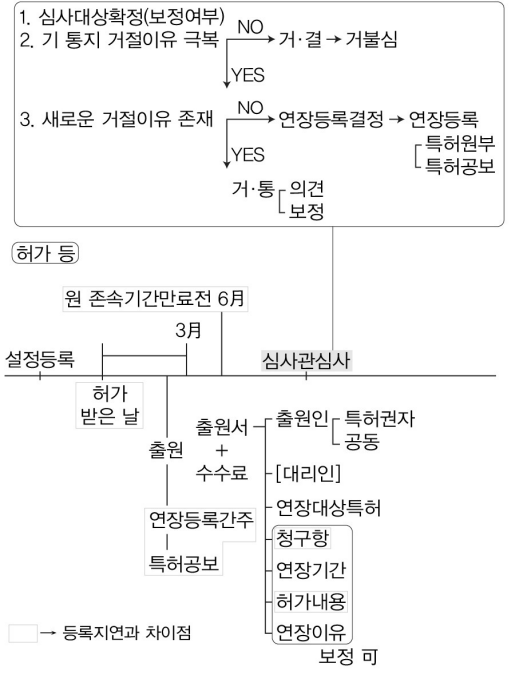 1. 심사대상확정(보정여부)
2. 기 통지 거절이유 극복 NO 거·결 → 거불심
YES
3. 새로운 거절이유 존재 NO 연장등록결정 → 연장등록
특허원부
YES
특허공보
거·통 의견
보정
허가 등
원 존속기간만료전 6月
3月
설정등록
심사관심사
허가
받은 날
출원
출원서
+
수수료
출원인
특허권자
공동
[대리인]
연장대상특허
연장등록간주
청구항
특허공보
연장기간
허가내용
연장이유
보정 可
→ 등록지연과 차이점